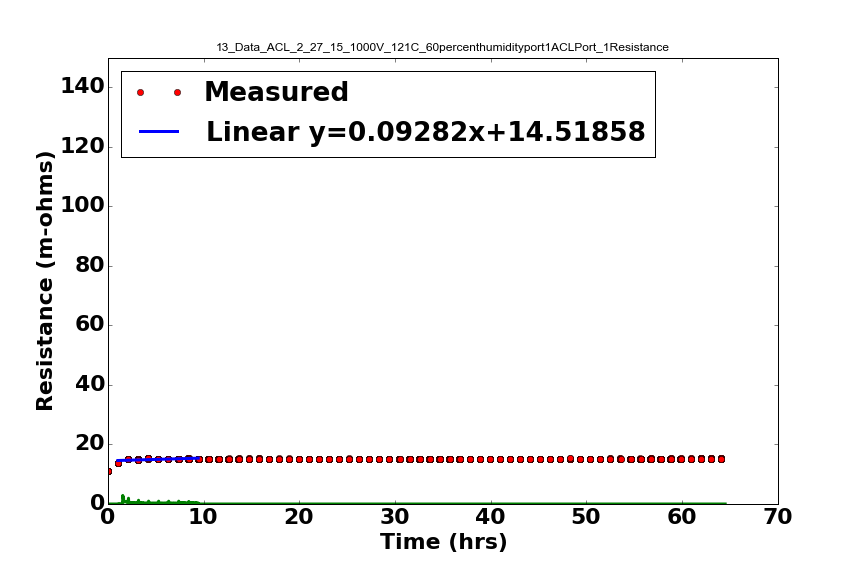 13_Data_ACL_2_27_15_1000V_121C_60percenthumidityport1ACLPort_1Resistance
Measured
Linear y=0.09282x+14.51858
140
120
100
80
60
40
20
0
Resistance (m-ohms)
0 10 20 30 40 50 60 70
Time (hrs)